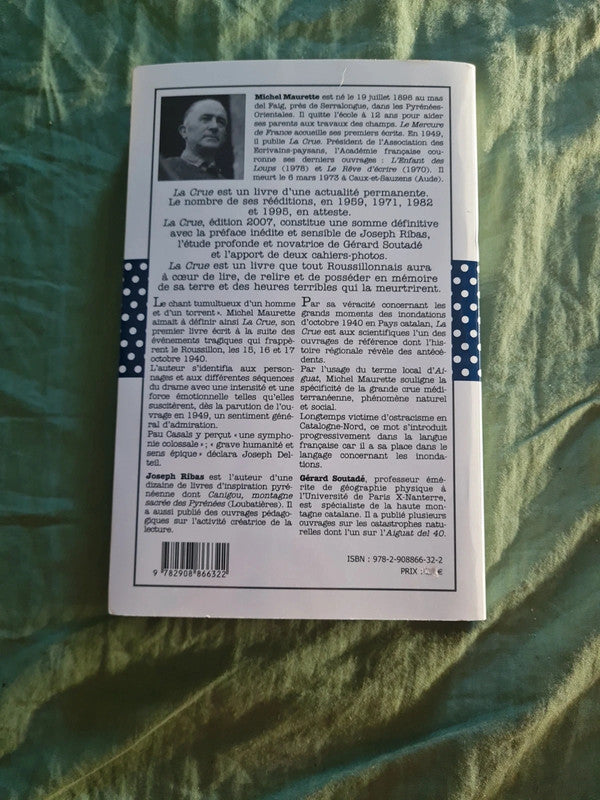 Michel Maurette est né le 19 juillet 1898 au mas
del Faig, près de Serralongue, dans les Pyrénées-
Orientales. Il quitte l'école à 12 ans pour aider
ses parents aux travaux des champs. Le Mercure
de France accueille ses premiers écrits. En 1949,
il publie La Crue. Président de l'Association des
Ecrivains-paysans, l'Académie française cou-
ronne ses derniers ouvrages : L'Enfant des
Loups (1978) et Le Rêve d'écrire (1970). Il
meurt le 6 mars 1973 à Caux-et-Sauzens (Aude).
La Crue est un livre d'une actualité permanente.
Le nombre de ses rééditions, en 1959, 1971, 1982
et 1995, en atteste.
La Crue, édition 2007, constitue une somme définitive
avec la préface inédite et sensible de Joseph Ribas,
l'étude profonde et novatrice de Gérard Soutadé
et l'apport de deux cahiers-photos.
La Crue est un livre que tout Roussillonnais aura
à cœur de lire, de relire et de posséder en mémoire
de sa terre et des heures terribles qui la meurtrirent.
Le chant tumultueux d'un homme
et d'un torrent ». Michel Maurette
aimait à définir ainsi La Crue, son
premier livre écrit à la suite des
événements tragiques qui frappè-
rent le Roussillon, les 15, 16 et 17
octobre 1940.
L'auteur s'identifia aux person-
nages et aux différentes séquences
du drame avec une intensité et une
force émotionnelle telles qu'elles
suscitèrent, dès la parution de l'ou-
vrage en 1949, un sentiment géné-
ral d'admiration.
Pau Casals y perçut « une sympho-
nie colossale » ; « grave humanité et
sens épique » déclara Joseph Del-
teil.
Par sa véracité concernant les
grands moments des inondations
d'octobre 1940 en Pays catalan, La
Crue est aux scientifiques l'un des
ouvrages de référence dont l'his-
toire régionale révèle des antécé-
dents.
Par l'usage du terme local d'Ai-
guat, Michel Maurette souligne la
spécificité de la grande crue médi-
terranéenne, phénomène naturel
et social.
Longtemps victime d'ostracisme en
Catalogne-Nord, ce mot s'introduit
progressivement dans la langue
française car il a sa place dans le
langage concernant les inonda-
tions.
Joseph Ribas est l'auteur d'une
dizaine de livres d'inspiration pyré-
néenne dont Canigou, montagne
sacrée des Pyrénées (Loubatières). Il
a aussi publié des ouvrages pédago-
giques sur l'activité créatrice de la
lecture.
Gérard Soutadé, professeur émé-
rite de géographie physique à
l'Université de Paris X-Nanterre,
est spécialiste de la haute mon-
tagne catalane. Il a publié plusieurs
ouvrages sur les catastrophes natu-
relles dont l'un sur l'Aiguat del 40.
9 782908 866322
ISBN : 978-2-908866-32-2
PRIX : €